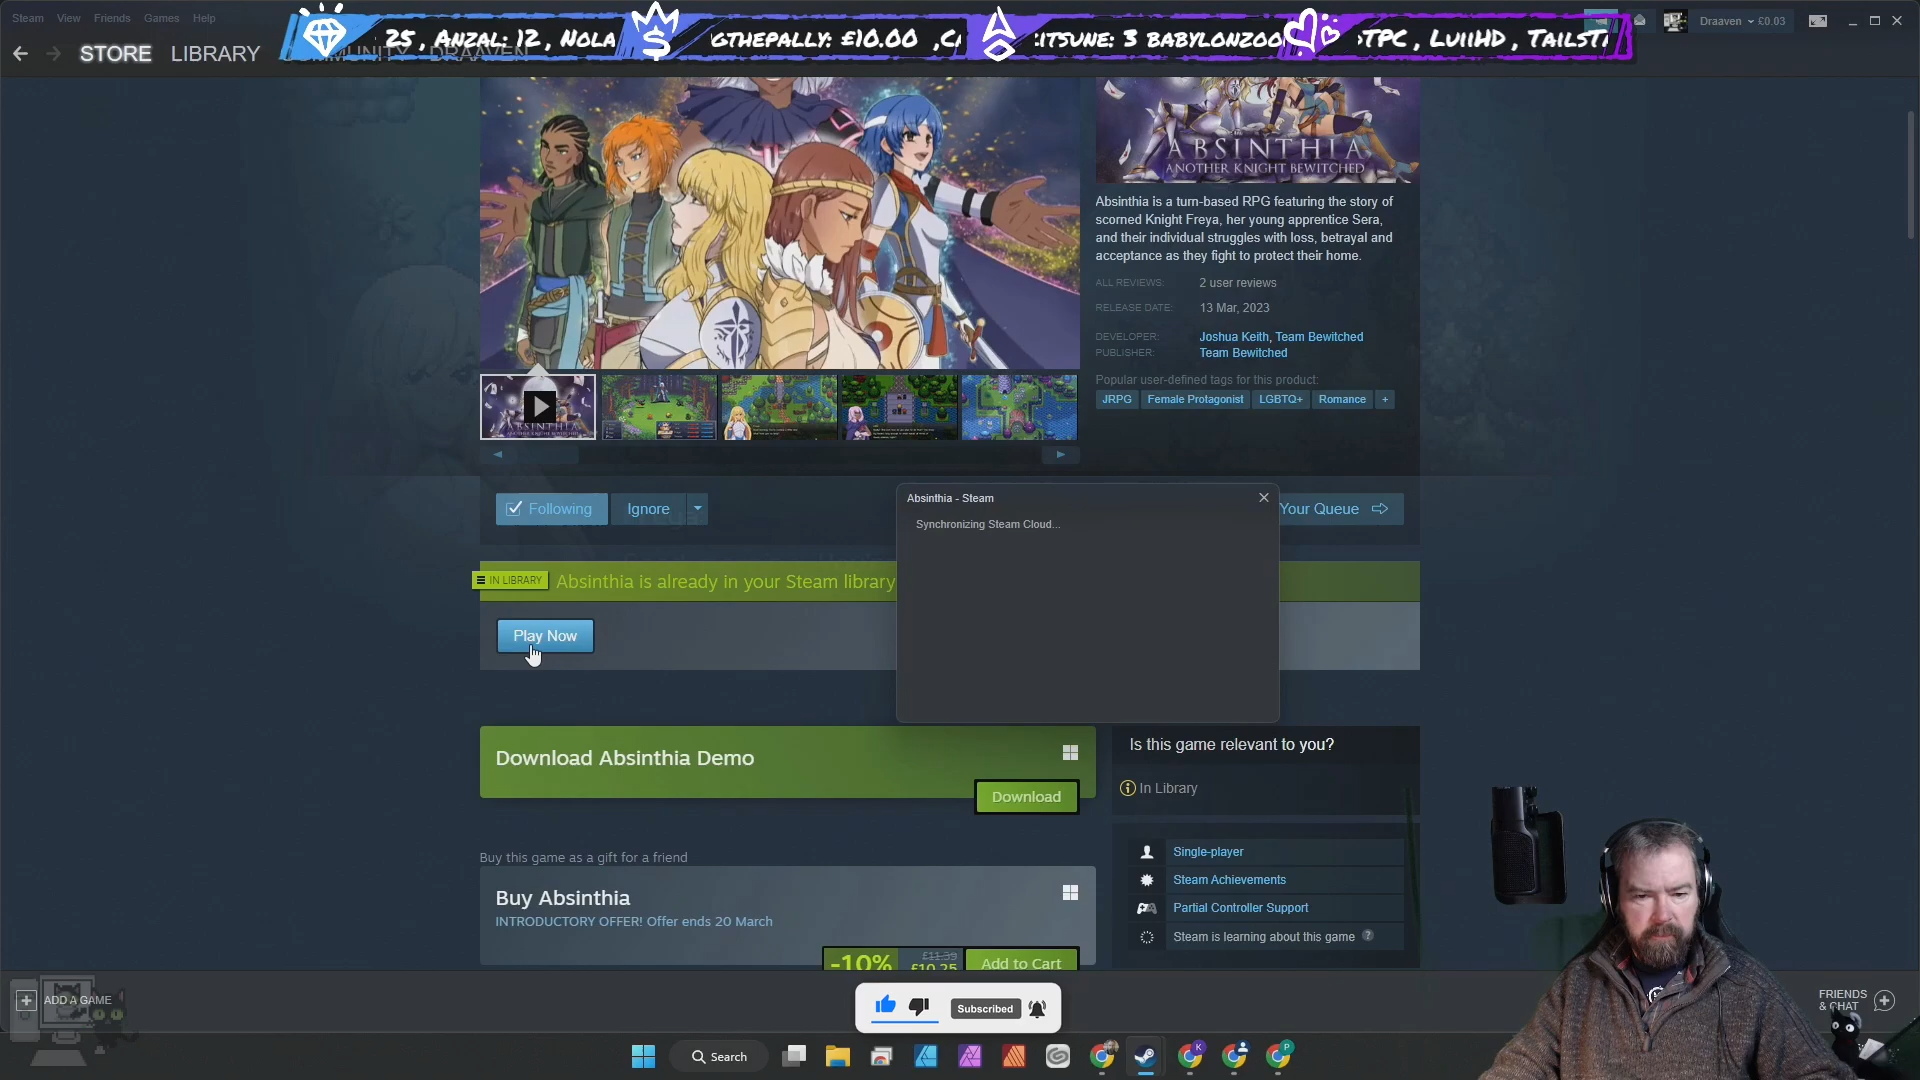 Steam View Friends Games Help
25 , Anzal: 12 , Nola
gthepally: £10.00 ,C
:itsune: 3 babylonzoo
TPC , LuiiHD , Tailst
Draaven £0.03
STORE LIBRARY COMMUNITY DRAAVEN
ABSINTHIA
ANOTHER KNIGHT BEWITCHED
Absinthia is a turn-based RPG featuring the story of
scorned Knight Freya, her young apprentice Sera,
and their individual struggles with loss, betrayal and
acceptance as they fight to protect their home.
ALL REVIEWS: 2 user reviews
RELEASE DATE: 13 Mar, 2023
DEVELOPER: Joshua Keith, Team Bewitched
PUBLISHER: Team Bewitched
Popular user-defined tags for this product:
JRPG Female Protagonist LGBTQ+ Romance +
Following Ignore
Your Queue
Absinthia - Steam
Synchronizing Steam Cloud...
IN LIBRARY Absinthia is already in your Steam library
Play Now
Download Absinthia Demo
Download
Is this game relevant to you?
In Library
Buy this game as a gift for a friend
Buy Absinthia
INTRODUCTORY OFFER! Offer ends 20 March
-10% £11.39 £10.25 Add to Cart
Single-player
Steam Achievements
Partial Controller Support
Steam is learning about this game ?
ADD A GAME
Subscribed
FRIENDS
& CHAT
Search
K
P